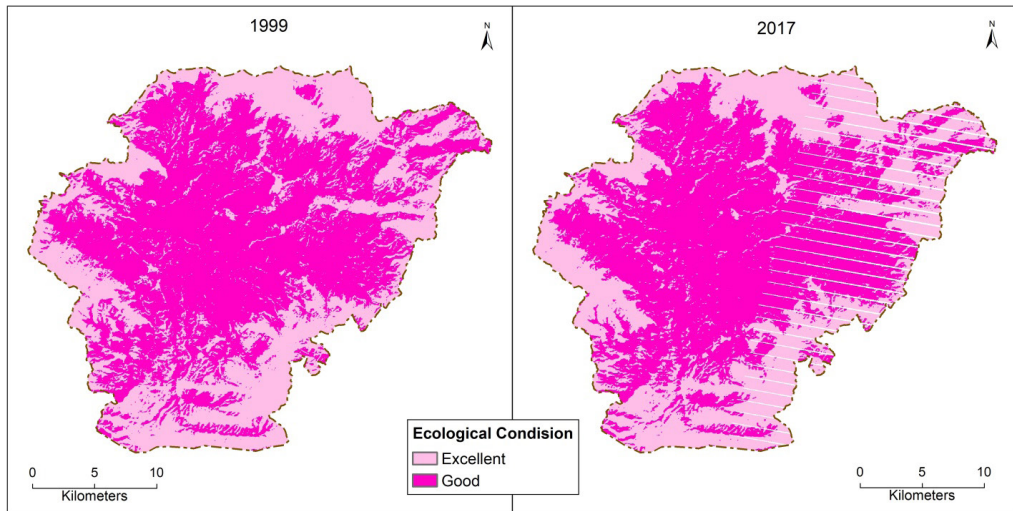 1999
N
2017
N
Ecological Condision
Excellent
Good
0 5 10
Kilometers
0 5 10
Kilometers